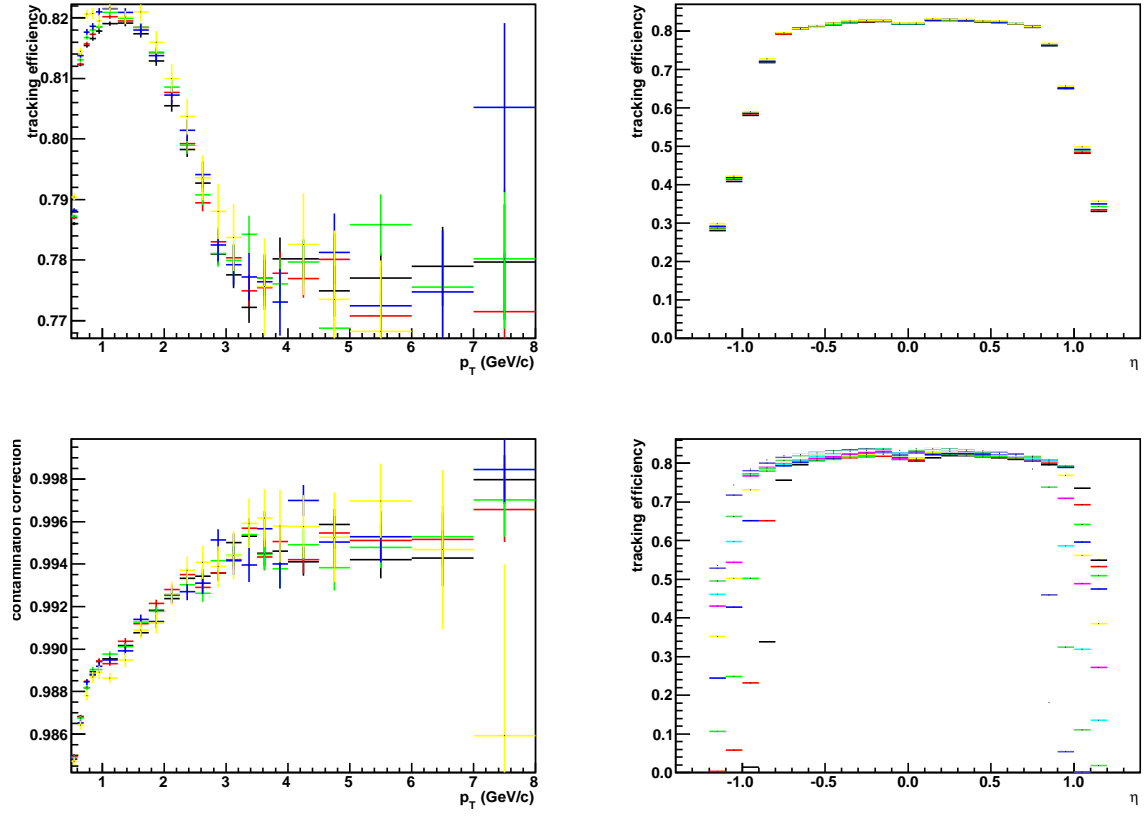 tracking efficiency
0.82
0.81
0.80
0.79
0.78
0.77
1 2 3 4 5 6 7 8
p_T (GeV/c)
tracking efficiency
0.8
0.7
0.6
0.5
0.4
0.3
0.2
0.1
0.0
-1.0 -0.5 0.0 0.5 1.0
η
contamination correction
0.998
0.996
0.994
0.992
0.990
0.988
0.986
1 2 3 4 5 6 7 8
p_T (GeV/c)
tracking efficiency
0.8
0.7
0.6
0.5
0.4
0.3
0.2
0.1
0.0
-1.0 -0.5 0.0 0.5 1.0
η